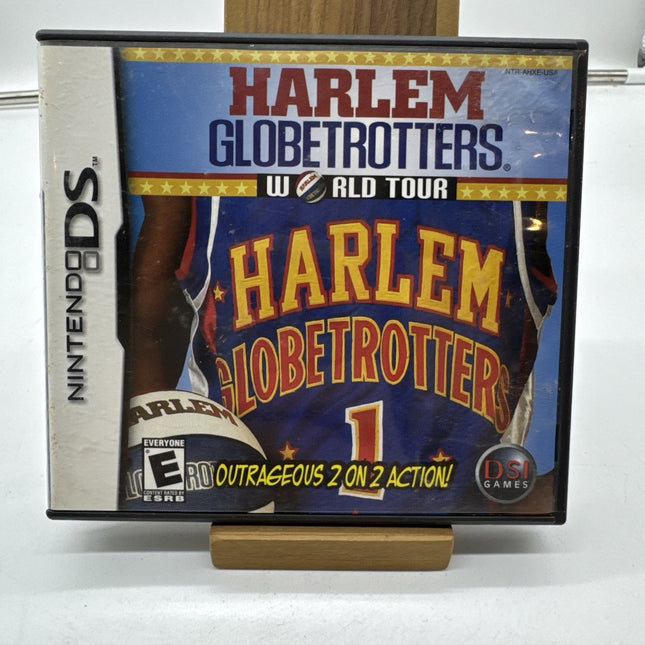 NINTENDO DS™
NTR-AHXE-USA
HARLEM
GLOBETROTTERS®
WORLD TOUR
HARLEM
GLOBETROTTERS
1
HARLEM
EVERYONE
E
CONTENT RATED BY
ESRB
OUTRAGEOUS 2 ON 2 ACTION!
DSI
GAMES